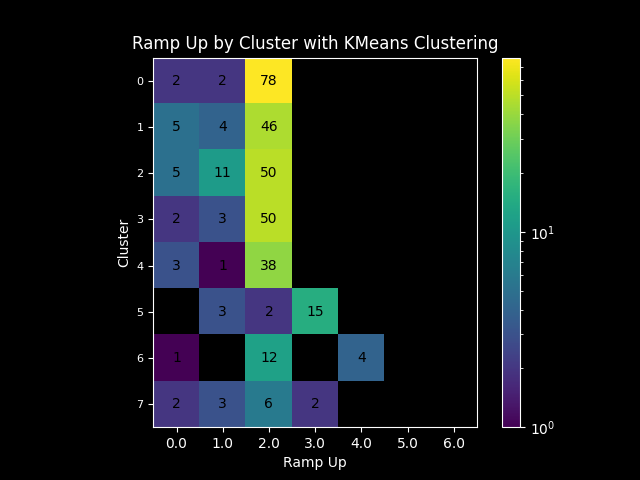 Ramp Up by Cluster with KMeans Clustering
0 2 2 78
1 5 4 46
2 5 11 50
3 2 3 50
4 3 1 38
5 3 2 15
6 1 12 4
7 2 3 6 2
0.0 1.0 2.0 3.0 4.0 5.0 6.0
Ramp Up
Cluster
10¹
10⁰